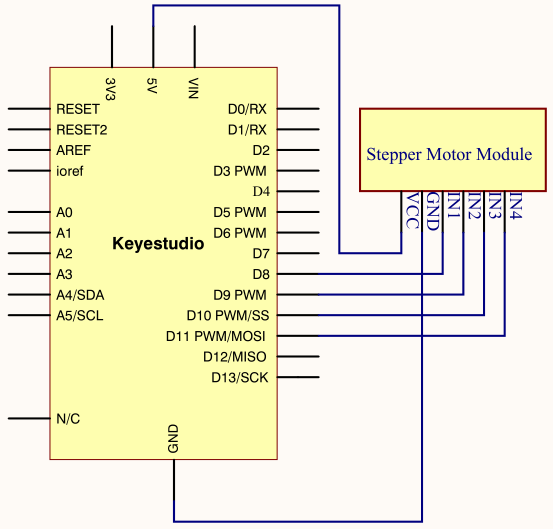 3V3
5V
VIN
RESET
RESET2
AREF
ioref
A0
A1
A2
A3
A4/SDA
A5/SCL
N/C
Keyestudio
D0/RX
D1/RX
D2
D3 PWM
D4
D5 PWM
D6 PWM
D7
D8
D9 PWM
D10 PWM/SS
D11 PWM/MOSI
D12/MISO
D13/SCK
GND
Stepper Motor Module
VCC
GND
IN1
IN2
IN3
IN4